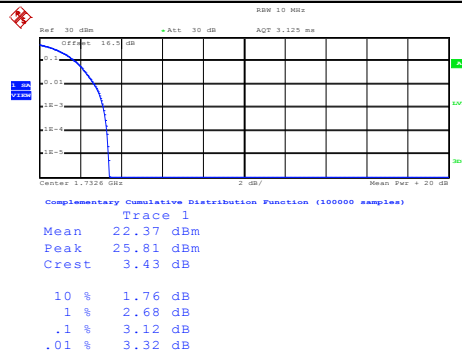 RBW 10 MHz
Ref 30 dBm Att 30 dB AQT 3.125 ms
Offset 16.5 dB
0.1
0.01
1E-3
1E-4
1E-5
1 SA
VIEW
A
LV
3D
Center 1.7326 GHz 2 dB/ Mean Pwr + 20 dB
Complementary Cumulative Distribution Function (100000 samples)
Trace 1
Mean 22.37 dBm
Peak 25.81 dBm
Crest 3.43 dB
10 % 1.76 dB
1 % 2.68 dB
.1 % 3.12 dB
.01 % 3.32 dB